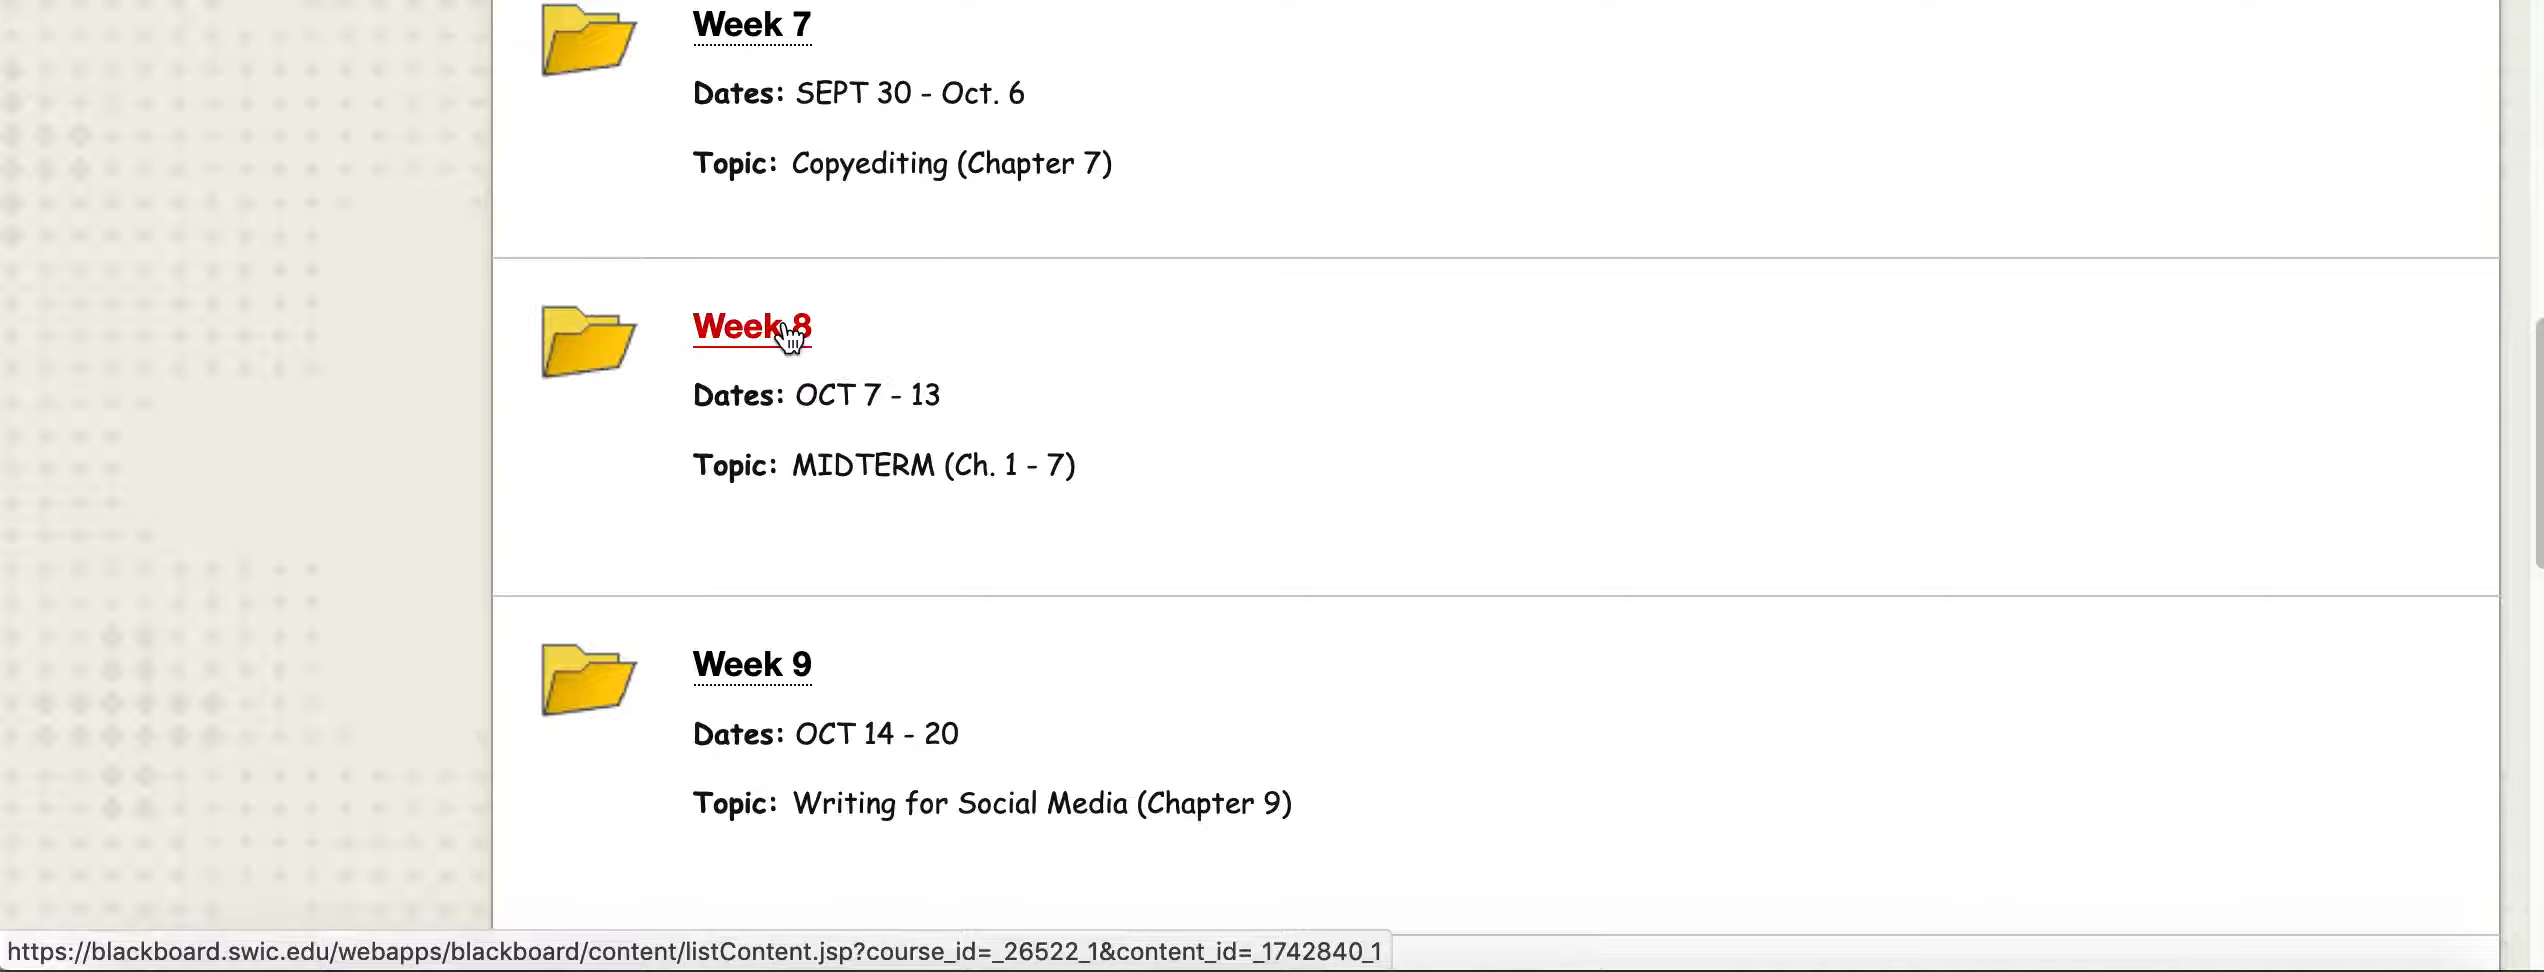 Week 7
Dates: SEPT 30 - Oct. 6
Topic: Copyediting (Chapter 7)
Week 8
Dates: OCT 7 - 13
Topic: MIDTERM (Ch. 1 - 7)
Week 9
Dates: OCT 14 - 20
Topic: Writing for Social Media (Chapter 9)
https://blackboard.swic.edu/webapps/blackboard/content/listContent.jsp?course_id=_26522_1&content_id=_1742840_1